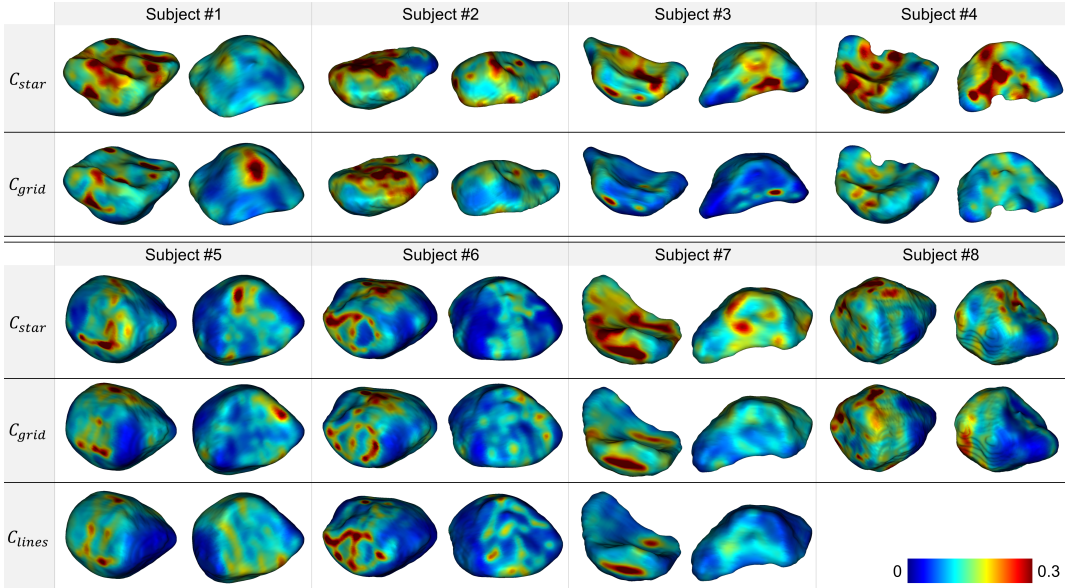 Subject #1 Subject #2 Subject #3 Subject #4
C_star
C_grid
Subject #5 Subject #6 Subject #7 Subject #8
C_star
C_grid
C_lines
0 0.3